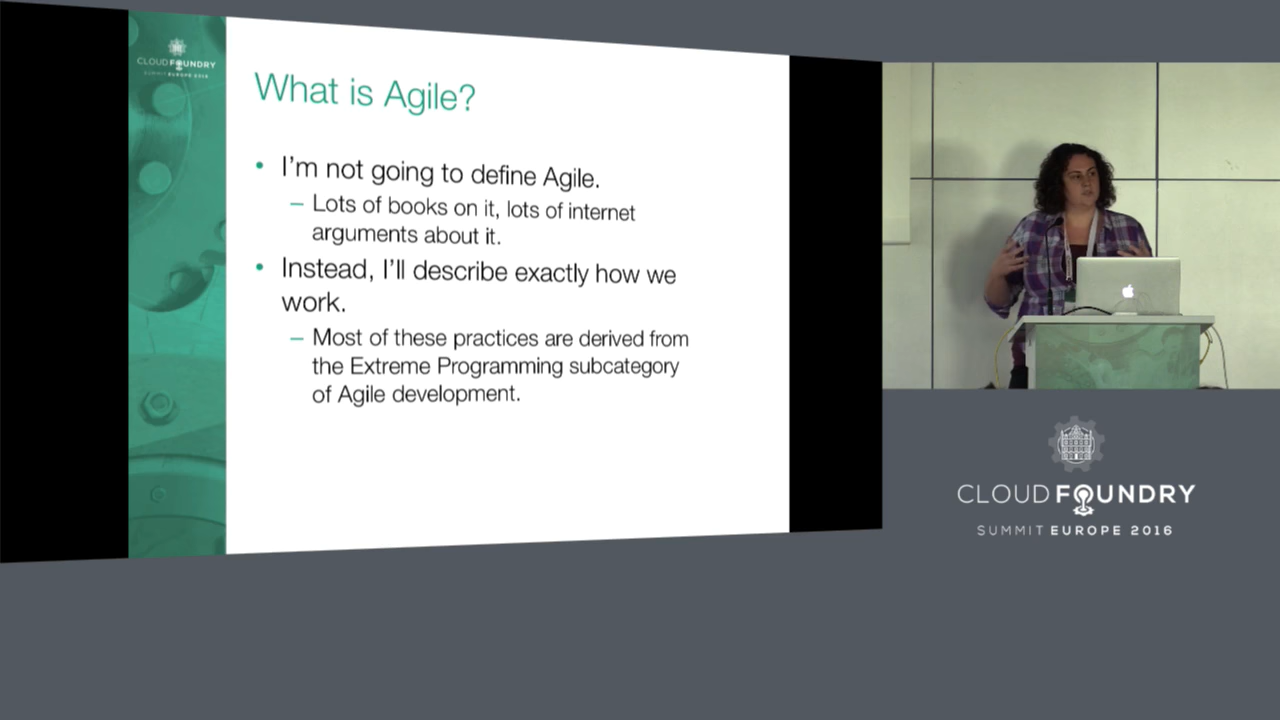 CLOUD FOUNDRY
SUMMIT EUROPE 2016
What is Agile?
• I'm not going to define Agile.
– Lots of books on it, lots of internet
arguments about it.
• Instead, I'll describe exactly how we
work.
– Most of these practices are derived from
the Extreme Programming subcategory
of Agile development.
CLOUD FOUNDRY
SUMMIT EUROPE 2016